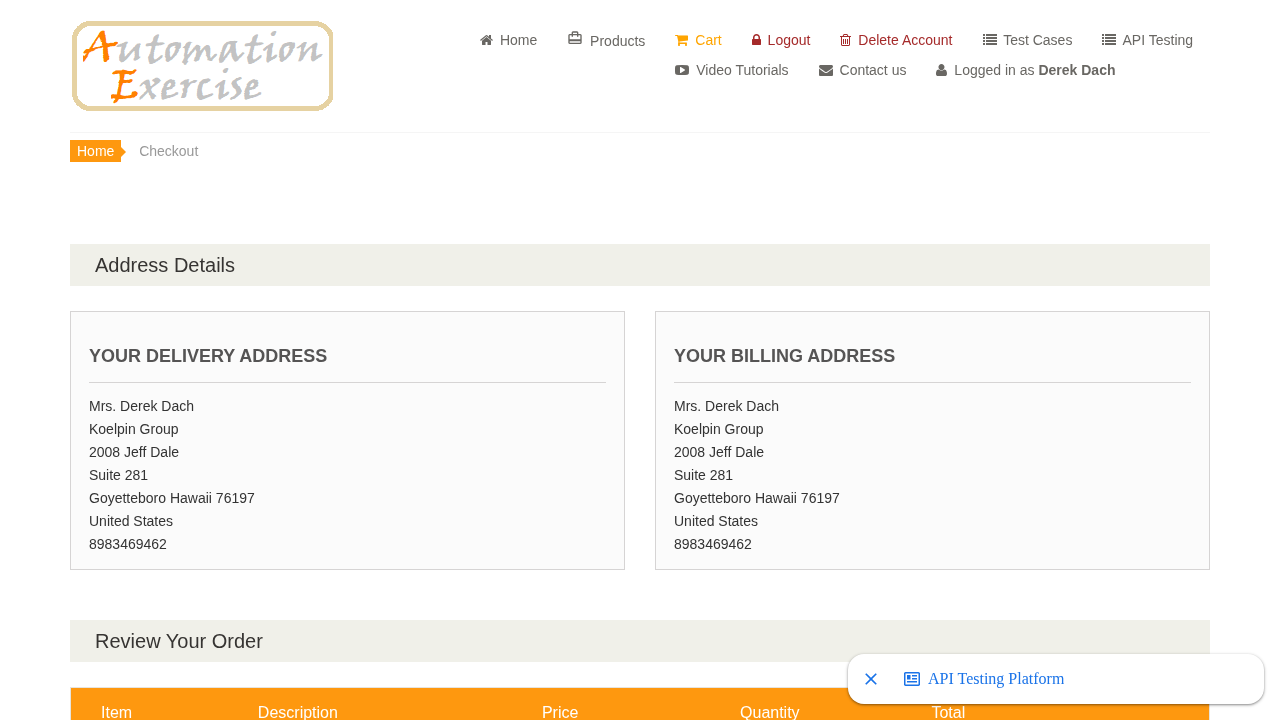 Automation
Exercise
Home
Products
Cart
Logout
Delete Account
Test Cases
API Testing
Video Tutorials
Contact us
Logged in as Derek Dach
Home
Checkout
Address Details
YOUR DELIVERY ADDRESS
Mrs. Derek Dach
Koelpin Group
2008 Jeff Dale
Suite 281
Goyetteboro Hawaii 76197
United States
8983469462
YOUR BILLING ADDRESS
Mrs. Derek Dach
Koelpin Group
2008 Jeff Dale
Suite 281
Goyetteboro Hawaii 76197
United States
8983469462
Review Your Order
API Testing Platform
Item Description Price Quantity Total